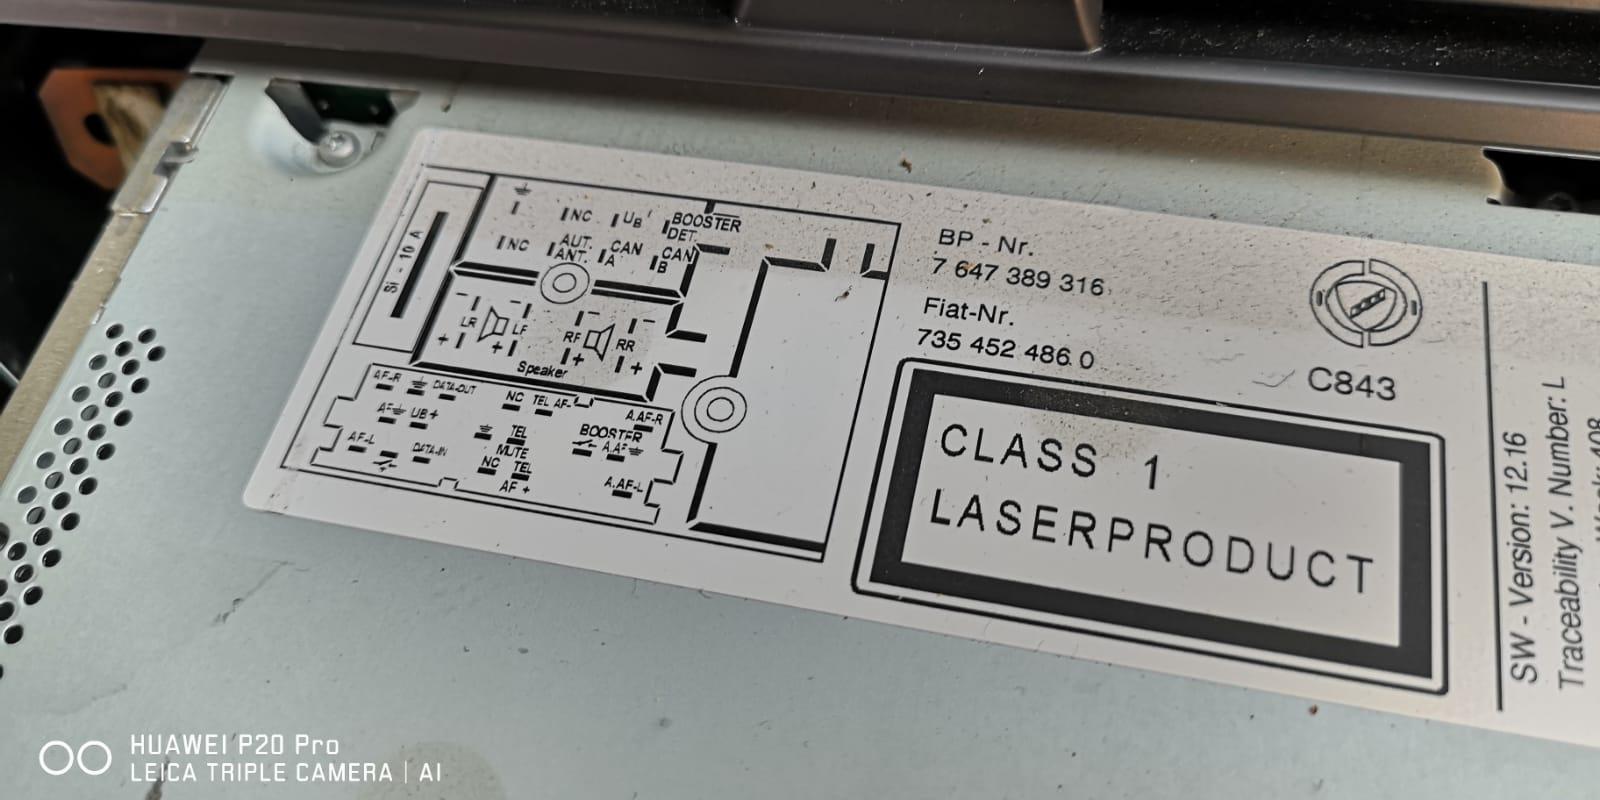 SI - 10 A
NC
UB
BOOSTER
DET.
NC
AUT.
ANT.
CAN
A
CAN
B
LR
LF
RF
RR
- - - -
+ + + +
Speaker
AF-R
DATA-OUT
NC
TEL AF-
A.AF-R
AF
UB+
TEL
MUTE
BOOSTER
A.AF
AF-L
DATA-IN
NC
TEL
AF +
A.AF-L
BP - Nr.
7 647 389 316
Fiat-Nr.
735 452 486 0
C843
CLASS 1
LASERPRODUCT
SW - Version: 12.16
Traceability V. Number: L
HUAWEI P20 Pro
LEICA TRIPLE CAMERA | AI